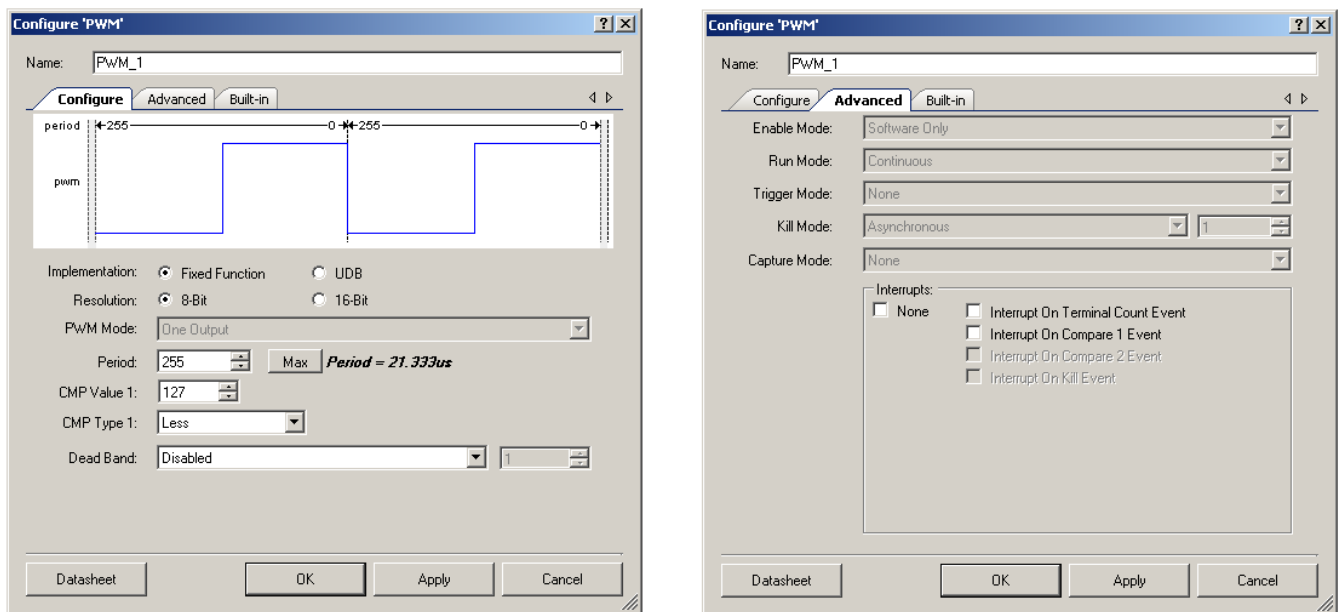 Configure 'PWM'
Name: PWM_1
Configure Advanced Built-in
period 255 0 255 0
pwm
Implementation: Fixed Function UDB
Resolution: 8-Bit 16-Bit
PWM Mode: One Output
Period: 255 Max Period = 21.333us
CMP Value 1: 127
CMP Type 1: Less
Dead Band: Disabled 1
Datasheet OK Apply Cancel
Configure 'PWM'
Name: PWM_1
Configure Advanced Built-in
Enable Mode: Software Only
Run Mode: Continuous
Trigger Mode: None
Kill Mode: Asynchronous 1
Capture Mode: None
Interrupts:
None Interrupt On Terminal Count Event
Interrupt On Compare 1 Event
Interrupt On Compare 2 Event
Interrupt On Kill Event
Datasheet OK Apply Cancel